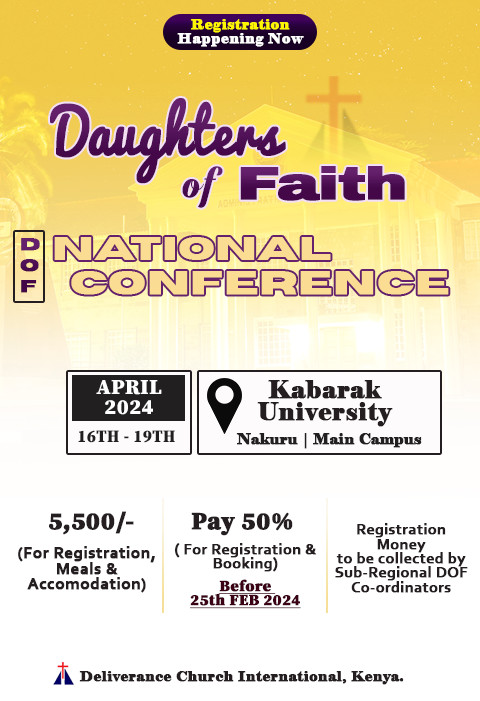 Registration
Happening Now
Daughters
of Faith
DOF
NATIONAL
CONFERENCE
APRIL
2024
16TH - 19TH
Kabarak
University
Nakuru | Main Campus
5,500/-
(For Registration,
Meals &
Accomodation)
Pay 50%
( For Registration &
Booking)
Before
25th FEB 2024
Registration
Money
to be collected by
Sub-Regional DOF
Co-ordinators
Deliverance Church International, Kenya.